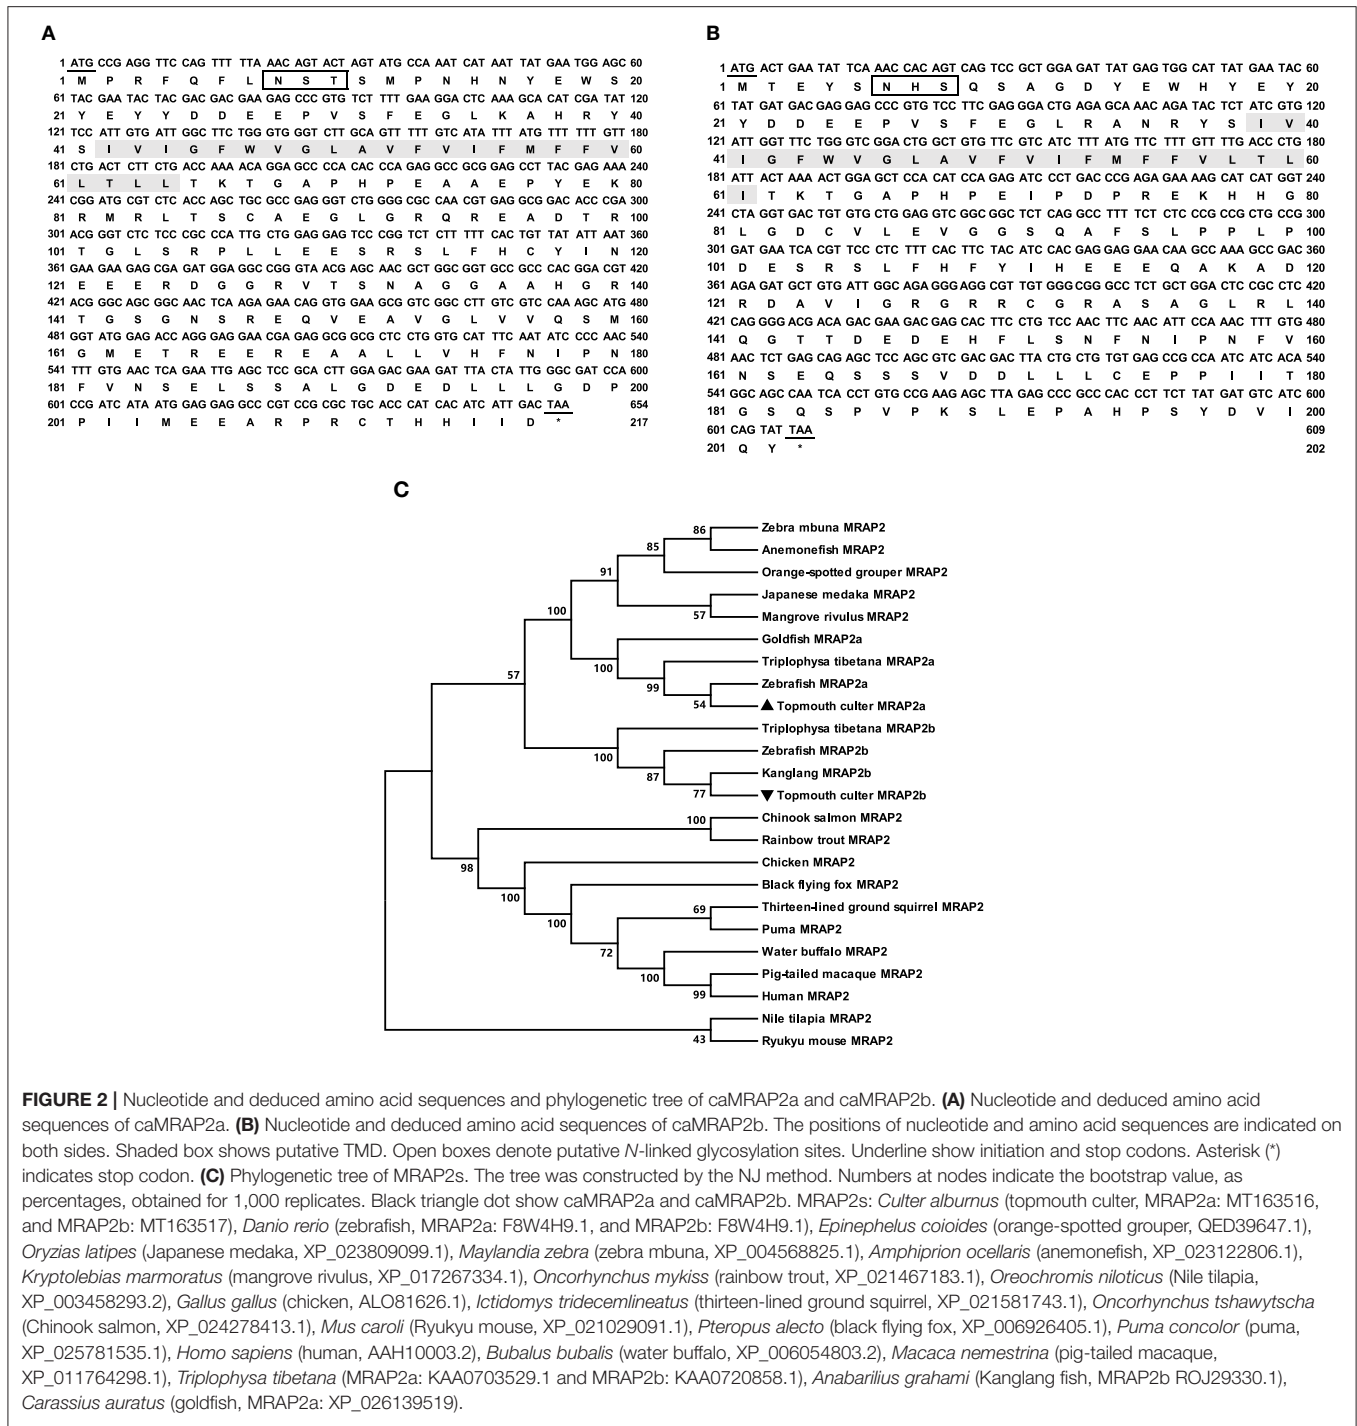 A
1 ATG CCG AGG TTC CAG TTT TTA AAC AGT ACT AGT ATG CCA AAT CAT AAT TAT GAA TGG AGC 60
1 M P R F Q F L N S T S M P N H N Y E W S 20
61 TAC GAA TAC TAC GAC GAC GAA GAG CCC GTG TCT TTT GAA GGA CTC AAA GCA CAT CGA TAT 120
21 Y E Y Y D D E E P V S F E G L K A H R Y 40
121 TCC ATT GTG ATT GGC TTC TGG GTG GGT CTT GCA GTT TTT GTC ATA TTT ATG TTT TTT GTT 180
41 S I V I G F W V G L A V F V I F M F F V 60
181 CTG ACT CTT CTG ACC AAA ACA GGA GCC CCA CAC CCA GAG GCC GCG GAG CCT TAC GAG AAA 240
61 L T L L T K T G A P H P E A A E P Y E K 80
241 CGG ATG CGT CTC ACC AGC TGC GCC GAG GGT CTG GGG CGC CAA CGT GAG GCG GAC ACC CGA 300
81 R M R L T S C A E G L G R Q R E A D T R 100
301 ACG GGT CTC TCC CGC CCA TTG CTG GAG GAG TCC CGG TCT CTT TTT CAC TGT TAT ATT AAT 360
101 T G L S R P L L E E S R S L F H C Y I N 120
361 GAA GAA GAG CGA GAT GGA GGC CGG GTA ACG AGC AAC GCT GGC GGT GCC GCC CAC GGA CGT 420
121 E E E R D G G R V T S N A G G A A H G R 140
421 ACG GGC AGC GGC AAC TCA AGA GAA CAG GTG GAA GCG GTC GGC CTT GTC GTC CAA AGC ATG 480
141 T G S G N S R E Q V E A V G L V V Q S M 160
481 GGT ATG GAG ACC AGG GAG GAA CGA GAG GCG GCG CTC CTG GTG CAT TTC AAT ATC CCC AAC 540
161 G M E T R E E R E A A L L V H F N I P N 180
541 TTT GTG AAC TCA GAA TTG AGC TCC GCA CTT GGA GAC GAA GAT TTA CTA TTG GGC GAT CCA 600
181 F V N S E L S S A L G D E D L L L G D P 200
601 CCG ATC ATA ATG GAG GAG GCC CGT CCG CGC TGC ACC CAT CAC ATC ATT GAC TAA 654
201 P I I M E E A R P R C T H H I I D * 217
B
1 ATG ACT GAA TAT TCA AAC CAC AGT CAG TCC GCT GGA GAT TAT GAG TGG CAT TAT GAA TAC 60
1 M T E Y S N H S Q S A G D Y E W H Y E Y 20
61 TAT GAT GAC GAG GAG CCC GTG TCC TTC GAG GGA CTG AGA GCA AAC AGA TAC TCT ATC GTG 120
21 Y D D E E P V S F E G L R A N R Y S I V 40
121 ATT GGT TTC TGG GTC GGA CTG GCT GTG TTC GTC ATC TTT ATG TTC TTT GTT TTG ACC CTG 180
41 I G F W V G L A V F V I F M F F V L T L 60
181 ATT ACT AAA ACT GGA GCT CCA CAT CCA GAG ATC CCT GAC CCG AGA GAA AAG CAT CAT GGT 240
61 I T K T G A P H P E I P D P R E K H H G 80
241 CTA GGT GAC TGT GTG CTG GAG GTC GGC GGC TCT CAG GCC TTT TCT CTC CCG CCG CTG CCG 300
81 L G D C V L E V G G S Q A F S L P P L P 100
301 GAT GAA TCA CGT TCC CTC TTT CAC TTC TAC ATC CAC GAG GAG GAA CAA GCC AAA GCC GAC 360
101 D E S R S L F H F Y I H E E E Q A K A D 120
361 AGA GAT GCT GTG ATT GGC AGA GGG AGG CGT TGT GGG CGG GCC TCT GCT GGA CTC CGC CTC 420
121 R D A V I G R G R R C G R A S A G L R L 140
421 CAG GGG ACG ACA GAC GAA GAC GAG CAC TTC CTG TCC AAC TTC AAC ATT CCA AAC TTT GTG 480
141 Q G T T D E D E H F L S N F N I P N F V 160
481 AAC TCT GAG CAG AGC TCC AGC GTC GAC GAC TTA CTG CTG TGT GAG CCG CCA ATC ATC ACA 540
161 N S E Q S S S V D D L L L C E P P I I T 180
541 GGC AGC CAA TCA CCT GTG CCG AAG AGC TTA GAG CCC GCC CAC CCT TCT TAT GAT GTC ATC 600
181 G S Q S P V P K S L E P A H P S Y D V I 200
601 CAG TAT TAA 609
201 Q Y * 202
C
86 Zebra mbuna MRAP2
85 Anemonefish MRAP2
91 Orange-spotted grouper MRAP2
Japanese medaka MRAP2
100 57 Mangrove rivulus MRAP2
Goldfish MRAP2a
100 Triplophysa tibetana MRAP2a
57 99 Zebrafish MRAP2a
54 ▲ Topmouth culter MRAP2a
Triplophysa tibetana MRAP2b
100 Zebrafish MRAP2b
87 Kanglang MRAP2b
77 ▼ Topmouth culter MRAP2b
100 Chinook salmon MRAP2
Rainbow trout MRAP2
98 Chicken MRAP2
100 Black flying fox MRAP2
100 69 Thirteen-lined ground squirrel MRAP2
Puma MRAP2
72 Water buffalo MRAP2
100 Pig-tailed macaque MRAP2
99 Human MRAP2
Nile tilapia MRAP2
43 Ryukyu mouse MRAP2
FIGURE 2 | Nucleotide and deduced amino acid sequences and phylogenetic tree of caMRAP2a and caMRAP2b. (A) Nucleotide and deduced amino acid
sequences of caMRAP2a. (B) Nucleotide and deduced amino acid sequences of caMRAP2b. The positions of nucleotide and amino acid sequences are indicated on
both sides. Shaded box shows putative TMD. Open boxes denote putative N-linked glycosylation sites. Underline show initiation and stop codons. Asterisk (*)
indicates stop codon. (C) Phylogenetic tree of MRAP2s. The tree was constructed by the NJ method. Numbers at nodes indicate the bootstrap value, as
percentages, obtained for 1,000 replicates. Black triangle dot show caMRAP2a and caMRAP2b. MRAP2s: Culter alburnus (topmouth culter, MRAP2a: MT163516,
and MRAP2b: MT163517), Danio rerio (zebrafish, MRAP2a: F8W4H9.1, and MRAP2b: F8W4H9.1), Epinephelus coioides (orange-spotted grouper, QED39647.1),
Oryzias latipes (Japanese medaka, XP_023809099.1), Maylandia zebra (zebra mbuna, XP_004568825.1), Amphiprion ocellaris (anemonefish, XP_023122806.1),
Kryptolebias marmoratus (mangrove rivulus, XP_017267334.1), Oncorhynchus mykiss (rainbow trout, XP_021467183.1), Oreochromis niloticus (Nile tilapia,
XP_003458293.2), Gallus gallus (chicken, ALO81626.1), Ictidomys tridecemlineatus (thirteen-lined ground squirrel, XP_021581743.1), Oncorhynchus tshawytscha
(Chinook salmon, XP_024278413.1), Mus caroli (Ryukyu mouse, XP_021029091.1), Pteropus alecto (black flying fox, XP_006926405.1), Puma concolor (puma,
XP_025781535.1), Homo sapiens (human, AAH10003.2), Bubalus bubalis (water buffalo, XP_006054803.2), Macaca nemestrina (pig-tailed macaque,
XP_011764298.1), Triplophysa tibetana (MRAP2a: KAA0703529.1 and MRAP2b: KAA0720858.1), Anabarilius grahami (Kanglang fish, MRAP2b ROJ29330.1),
Carassius auratus (goldfish, MRAP2a: XP_026139519).